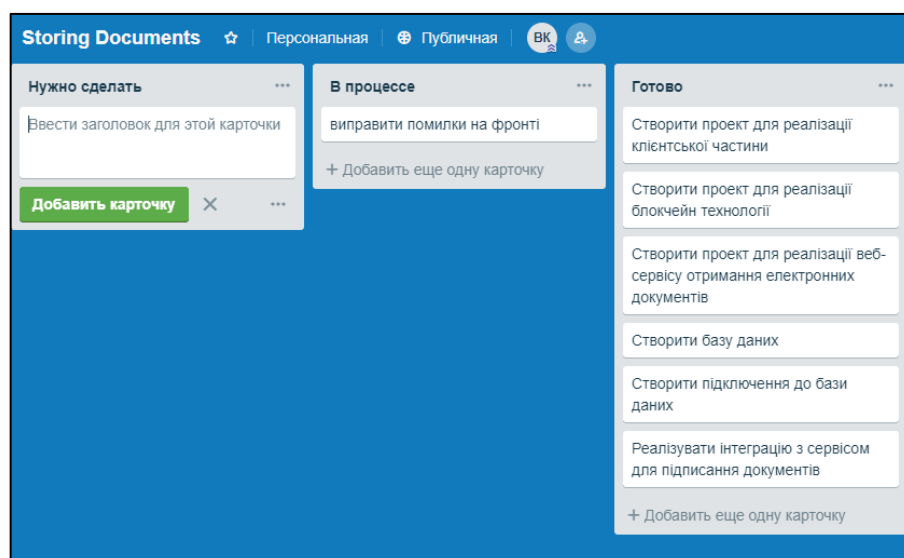 Storing Documents Персональная Публичная ВК
Нужно сделать
Ввести заголовок для этой карточки
Добавить карточку
В процессе
виправити помилки на фронті
+ Добавить еще одну карточку
Готово
Створити проект для реалізації
клієнтської частини
Створити проект для реалізації
блокчейн технології
Створити проект для реалізації веб-
сервісу отримання електронних
документів
Створити базу даних
Створити підключення до бази
даних
Реалізувати інтеграцію з сервісом
для підписання документів
+ Добавить еще одну карточку